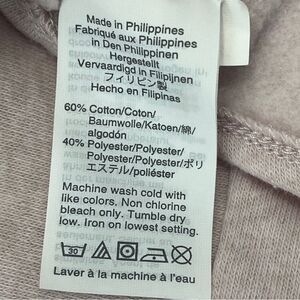 Made in Philippines
Fabriqué aux Philippines
in Den Philippinen
Hergestellt
Vervaardigd in Filipijnen
フィリピン製
Hecho en Filipinas
60% Cotton/Coton/
Baumwolle/Katoen/綿/
algodón
40% Polyester/Polyester/
Polyester/Polyester/ポリ
エステル/poliéster
Machine wash cold with
like colors. Non chlorine
bleach only. Tumble dry
low. Iron on lowest setting.
30
Laver à la machine à l'eau